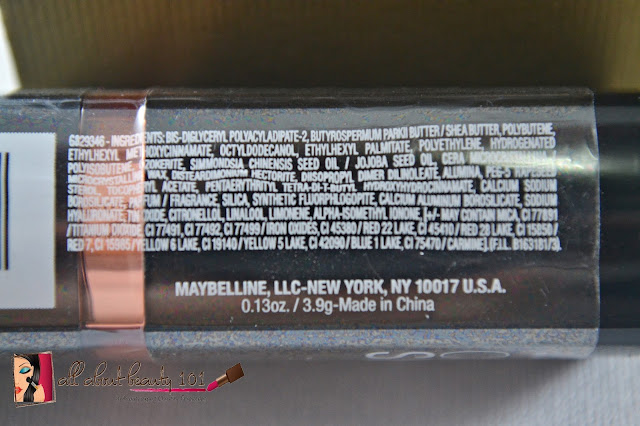 G029346 - INGREDIENTS: BIS-DIGLYCERYL POLYACYLADIPATE-2, BUTYROSPERMUM PARKII BUTTER / SHEA BUTTER, POLYBUTENE,
ETHYLHEXYL METHOXYCINNAMATE, OCTYLDODECANOL, ETHYLHEXYL PALMITATE, POLYETHYLENE, HYDROGENATED
POLYISOBUTENE, OZOKERITE, SIMMONDSIA CHINENSIS SEED OIL / JOJOBA SEED OIL, CERA MICROCRISTALLINA /
MICROCRYSTALLINE WAX, DISTEARDIMONIUM HECTORITE, DIISOPROPYL DIMER DILINOLEATE, ALUMINA, PEG-5 RAPESEED
STEROL, TOCOPHERYL ACETATE, PENTAERYTHRITYL TETRA-DI-T-BUTYL HYDROXYHYDROCINNAMATE, CALCIUM SODIUM
BOROSILICATE, PARFUM / FRAGRANCE, SILICA, SYNTHETIC FLUORPHLOGOPITE, CALCIUM ALUMINUM BOROSILICATE, SODIUM
HYALURONATE, TIN OXIDE, CITRONELLOL, LINALOOL, LIMONENE, ALPHA-ISOMETHYL IONONE, [+/- MAY CONTAIN MICA, CI 77891
/ TITANIUM DIOXIDE, CI 77491, CI 77492, CI 77499 / IRON OXIDES, CI 45380 / RED 22 LAKE, CI 45410 / RED 28 LAKE, CI 15850 /
RED 7, CI 15985 / YELLOW 6 LAKE, CI 19140 / YELLOW 5 LAKE, CI 42090 / BLUE 1 LAKE, CI 75470 / CARMINE]. (F.I.L. B163181/3).
MAYBELLINE, LLC-NEW YORK, NY 10017 U.S.A.
0.13oz. / 3.9g-Made in China
all about beauty 101